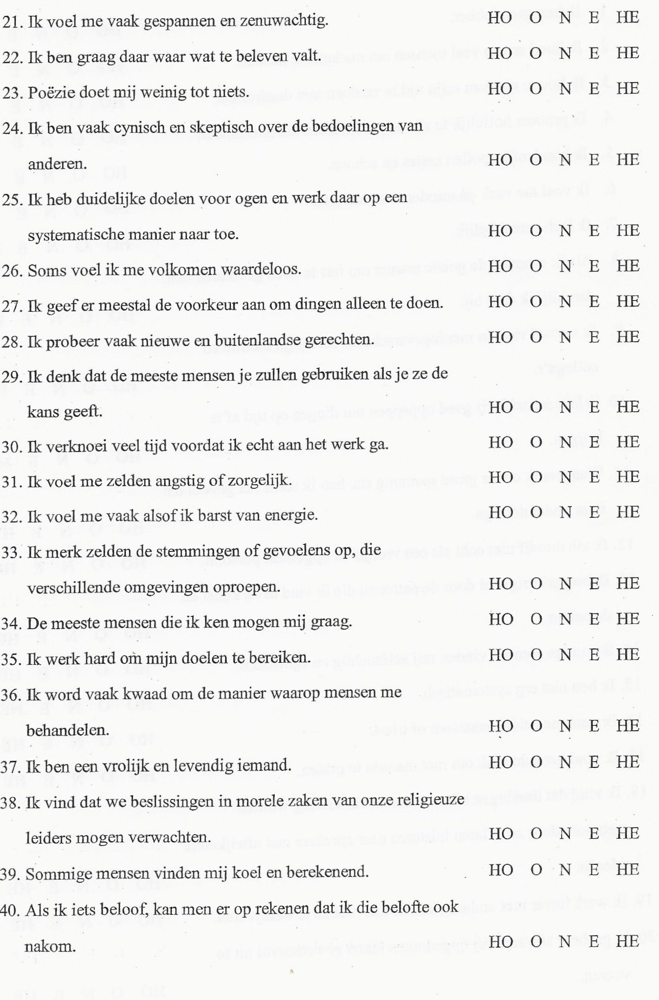 21. Ik voel me vaak gespannen en zenuwachtig. HO O N E HE
22. Ik ben graag daar waar wat te beleven valt. HO O N E HE
23. Poëzie doet mij weinig tot niets. HO O N E HE
24. Ik ben vaak cynisch en skeptisch over de bedoelingen van
anderen. HO O N E HE
25. Ik heb duidelijke doelen voor ogen en werk daar op een
systematische manier naar toe. HO O N E HE
26. Soms voel ik me volkomen waardeloos. HO O N E HE
27. Ik geef er meestal de voorkeur aan om dingen alleen te doen. HO O N E HE
28. Ik probeer vaak nieuwe en buitenlandse gerechten. HO O N E HE
29. Ik denk dat de meeste mensen je zullen gebruiken als je ze de
kans geeft. HO O N E HE
30. Ik verknoei veel tijd voordat ik echt aan het werk ga. HO O N E HE
31. Ik voel me zelden angstig of zorgelijk. HO O N E HE
32. Ik voel me vaak alsof ik barst van energie. HO O N E HE
33. Ik merk zelden de stemmingen of gevoelens op, die
verschillende omgevingen oproepen. HO O N E HE
34. De meeste mensen die ik ken mogen mij graag. HO O N E HE
35. Ik werk hard om mijn doelen te bereiken. HO O N E HE
36. Ik word vaak kwaad om de manier waarop mensen me
behandelen. HO O N E HE
37. Ik ben een vrolijk en levendig iemand. HO O N E HE
38. Ik vind dat we beslissingen in morele zaken van onze religieuze
leiders mogen verwachten. HO O N E HE
39. Sommige mensen vinden mij koel en berekenend. HO O N E HE
40. Als ik iets beloof, kan men er op rekenen dat ik die belofte ook
nakom. HO O N E HE